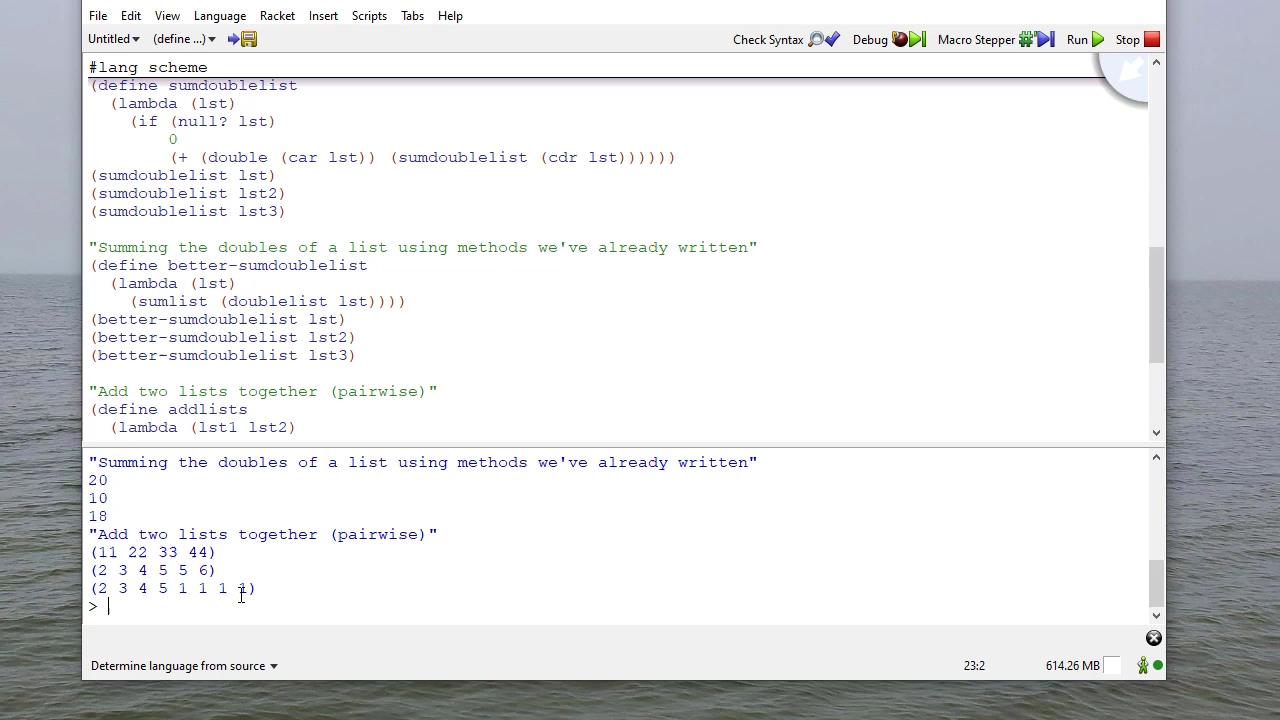 File Edit View Language Racket Insert Scripts Tabs Help
Untitled (define ...) Check Syntax Debug Macro Stepper Run Stop
#lang scheme
(define sumdoublelist
(lambda (lst)
(if (null? lst)
0
(+ (double (car lst)) (sumdoublelist (cdr lst))))))
(sumdoublelist lst)
(sumdoublelist lst2)
(sumdoublelist lst3)
"Summing the doubles of a list using methods we've already written"
(define better-sumdoublelist
(lambda (lst)
(sumlist (doublelist lst))))
(better-sumdoublelist lst)
(better-sumdoublelist lst2)
(better-sumdoublelist lst3)
"Add two lists together (pairwise)"
(define addlists
(lambda (lst1 lst2)
"Summing the doubles of a list using methods we've already written"
20
10
18
"Add two lists together (pairwise)"
(11 22 33 44)
(2 3 4 5 5 6)
(2 3 4 5 1 1 1 1)
>
Determine language from source 23:2 614.26 MB